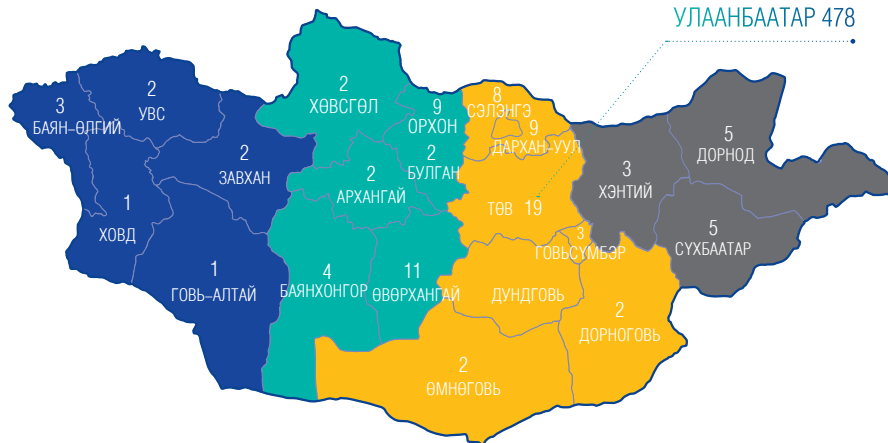 УЛААНБААТАР 478
3
БАЯН-ӨЛГИЙ
2
УВС
2
ЗАВХАН
1
ХОВД
1
ГОВЬ-АЛТАЙ
2
ХӨВСГӨЛ
9
ОРХОН
2
БУЛГАН
2
АРХАНГАЙ
4
БАЯНХОНГОР
11
ӨВӨРХАНГАЙ
8
СЭЛЭНГЭ
9
ДАРХАН-УУЛ
ТӨВ 19
3
ГОВЬСҮМБЭР
ДУНДГОВЬ
2
ДОРНОГОВЬ
2
ӨМНӨГОВЬ
3
ХЭНТИЙ
5
ДОРНОД
5
СҮХБААТАР